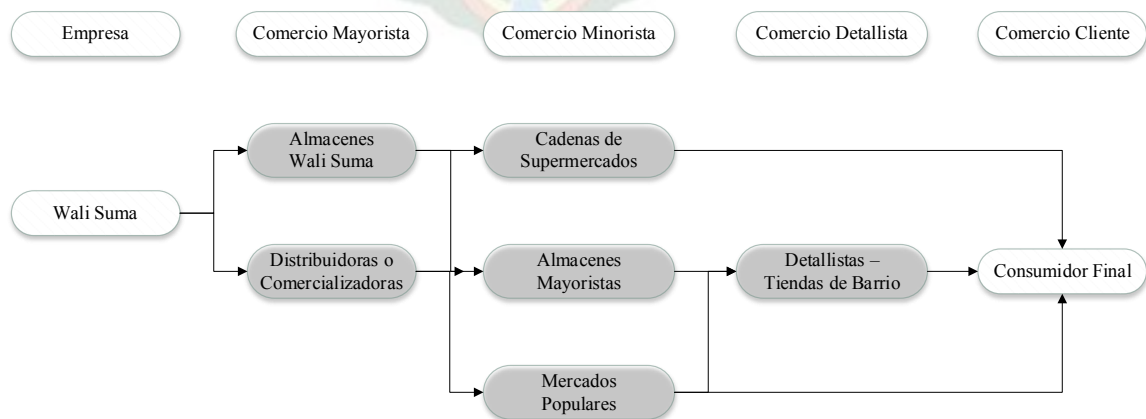 Empresa
Comercio Mayorista
Comercio Minorista
Comercio Detallista
Comercio Cliente
Almacenes
Wali Suma
Cadenas de
Supermercados
Wali Suma
Distribuidoras o
Comercializadoras
Almacenes
Mayoristas
Detallistas –
Tiendas de Barrio
Consumidor Final
Mercados
Populares